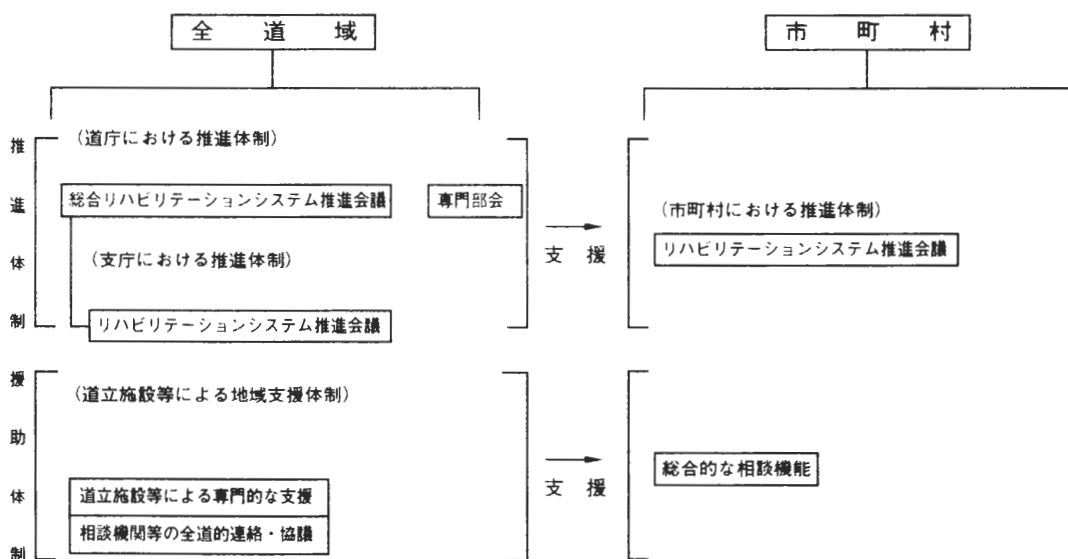 全道域
市町村
推進体制
(道庁における推進体制)
総合リハビリテーションシステム推進会議
専門部会
(支庁における推進体制)
リハビリテーションシステム推進会議
支援
(市町村における推進体制)
リハビリテーションシステム推進会議
援助体制
(道立施設等による地域支援体制)
道立施設等による専門的な支援
相談機関等の全道的連絡・協議
支援
総合的な相談機能